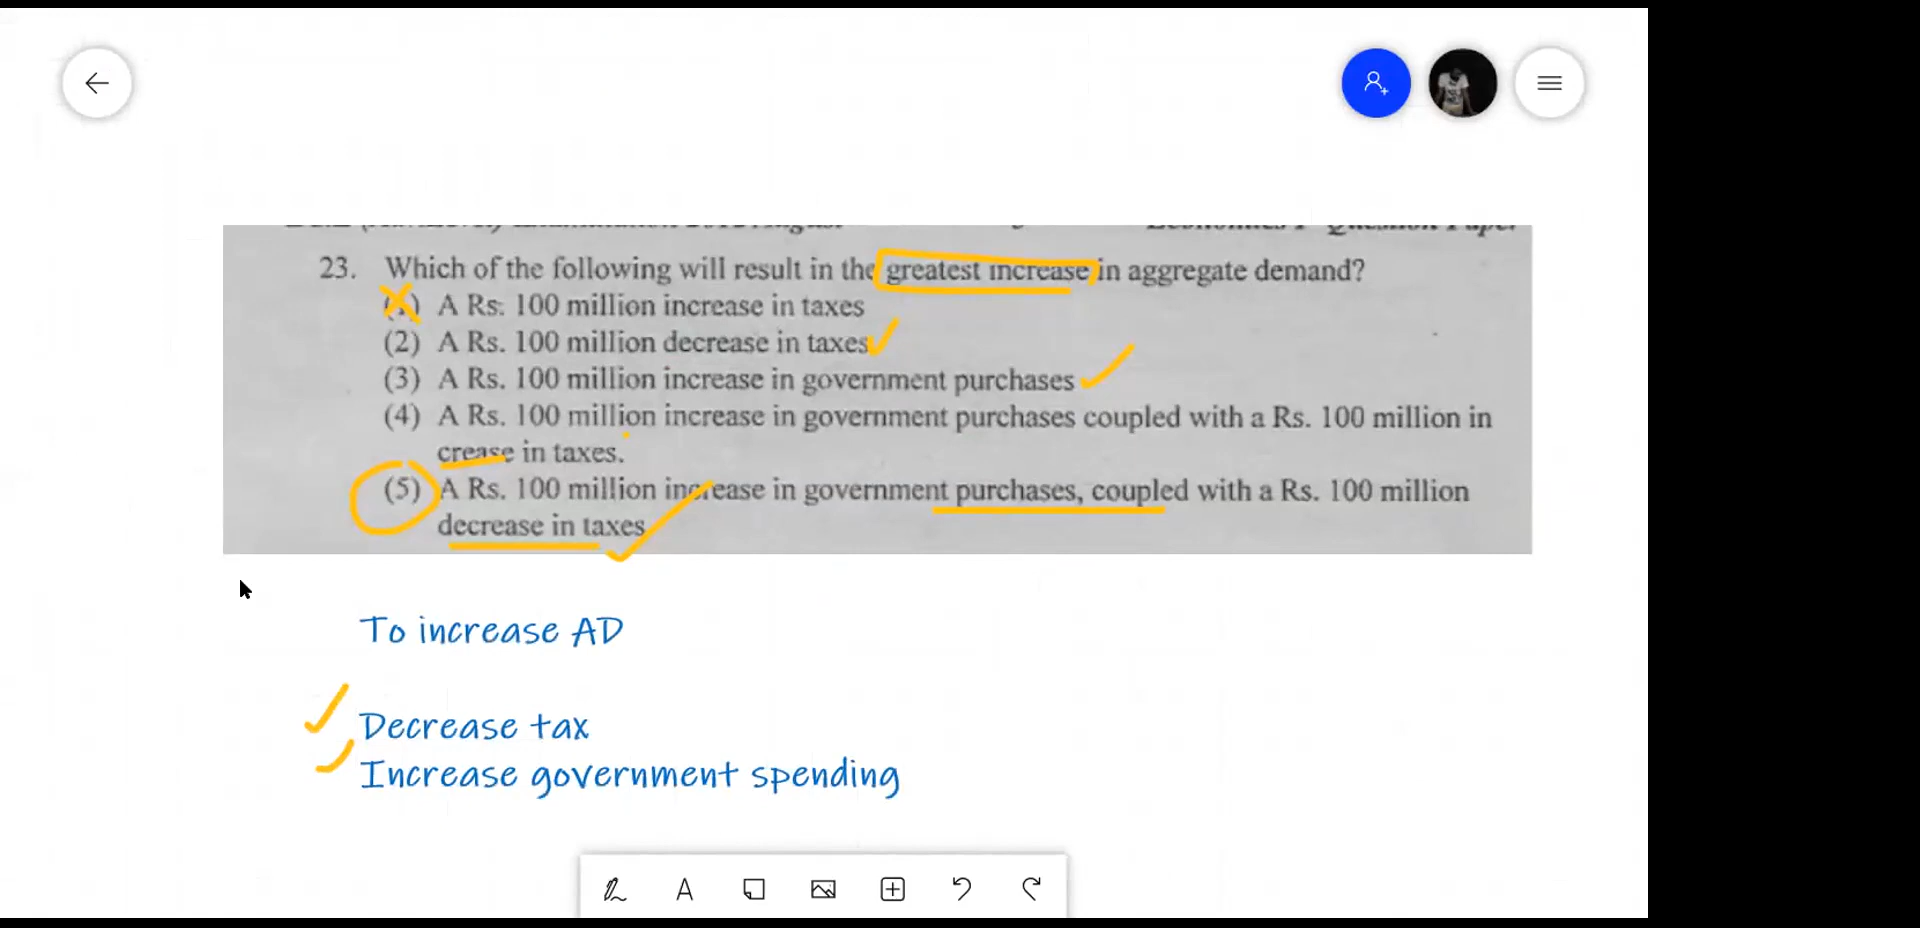 23. Which of the following will result in the greatest increase in aggregate demand?
(1) A Rs. 100 million increase in taxes
(2) A Rs. 100 million decrease in taxes
(3) A Rs. 100 million increase in government purchases
(4) A Rs. 100 million increase in government purchases coupled with a Rs. 100 million in
crease in taxes.
(5) A Rs. 100 million increase in government purchases, coupled with a Rs. 100 million
decrease in taxes
To increase AD
Decrease tax
Increase government spending
A